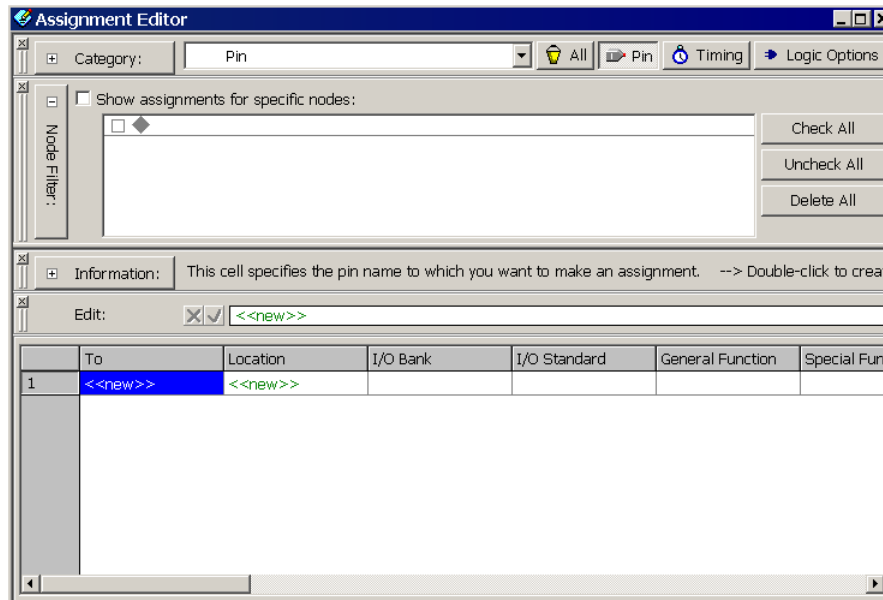 Assignment Editor
Category: Pin All Pin Timing Logic Options
Show assignments for specific nodes:
Node Filter:
Check All
Uncheck All
Delete All
Information: This cell specifies the pin name to which you want to make an assignment. --> Double-click to crea
Edit: <<new>>
To Location I/O Bank I/O Standard General Function Special Fun
1 <<new>> <<new>>